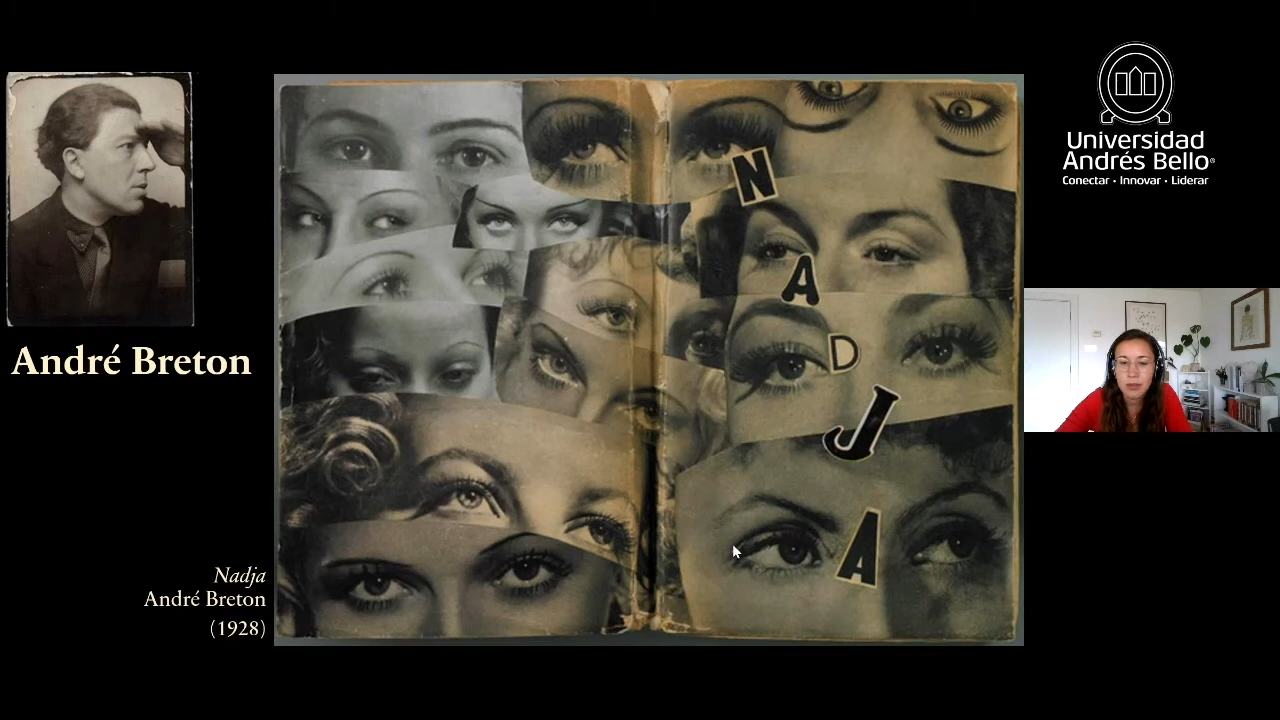 André Breton
Nadja
André Breton
(1928)
N
A
D
J
A
Universidad
Andrés Bello®
Conectar • Innovar • Liderar